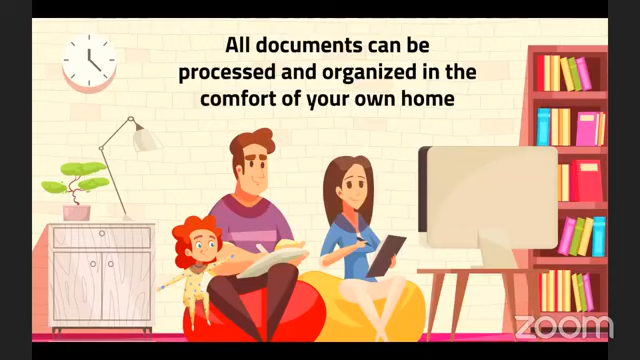 All documents can be
processed and organized in the
comfort of your own home
zoom